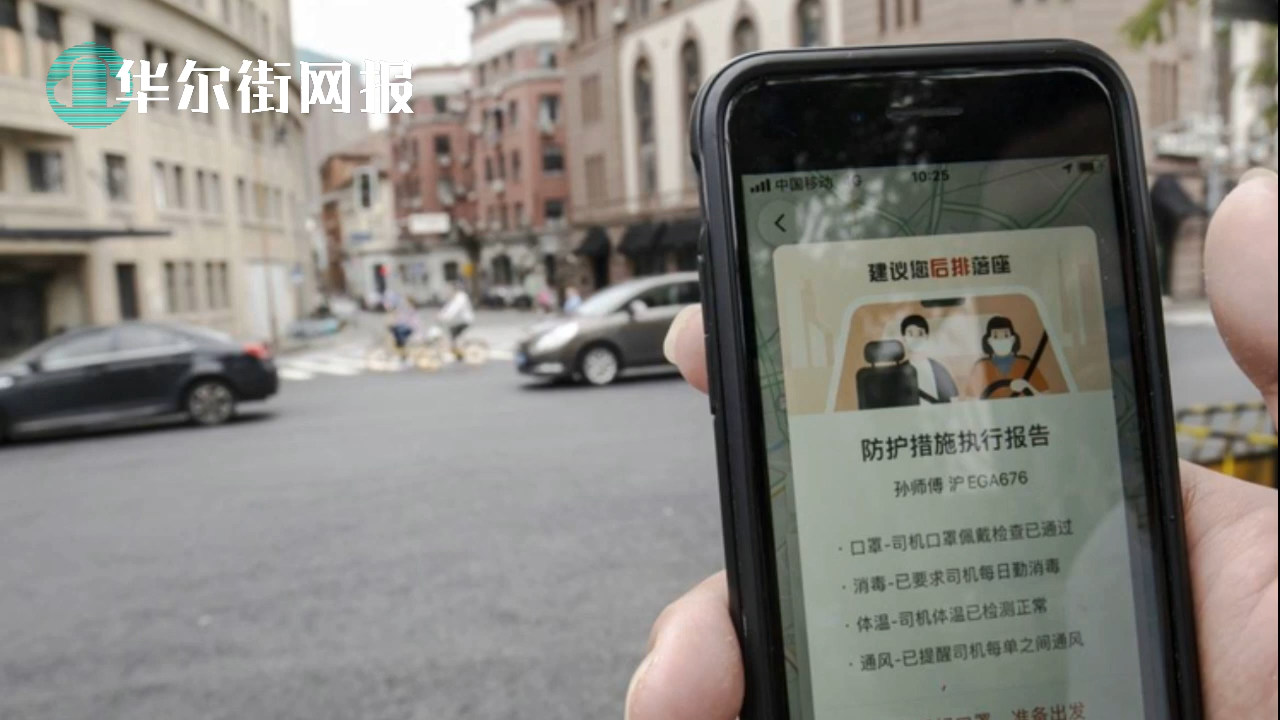 华尔街网报
中国移动
10:25
建议您后排落座
防护措施执行报告
孙师傅 沪EGA676
· 口罩-司机口罩佩戴检查已通过
· 消毒-已要求司机每日勤消毒
· 体温-司机体温已检测正常
· 通风-已提醒司机每单之间通风
口罩，准备出发